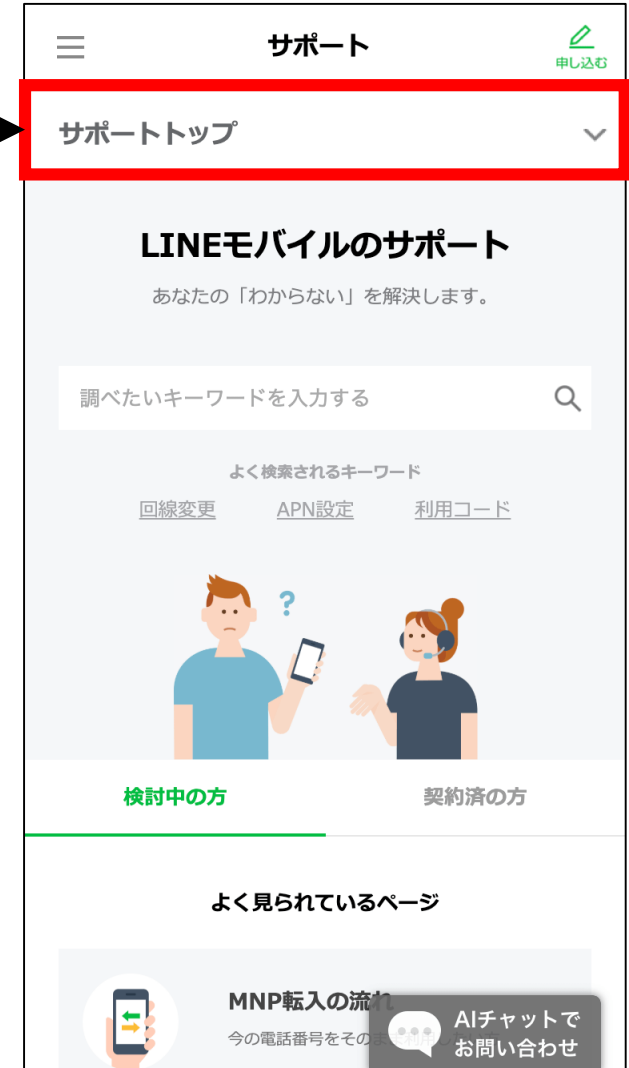 サポート
申し込む
サポートトップ
LINEモバイルのサポート
あなたの「わからない」を解決します。
調べたいキーワードを入力する
よく検索されるキーワード
回線変更 APN設定 利用コード
?
検討中の方 契約済の方
よく見られているページ
MNP転入の流れ
今の電話番号をそのまま利用
AIチャットで
お問い合わせ